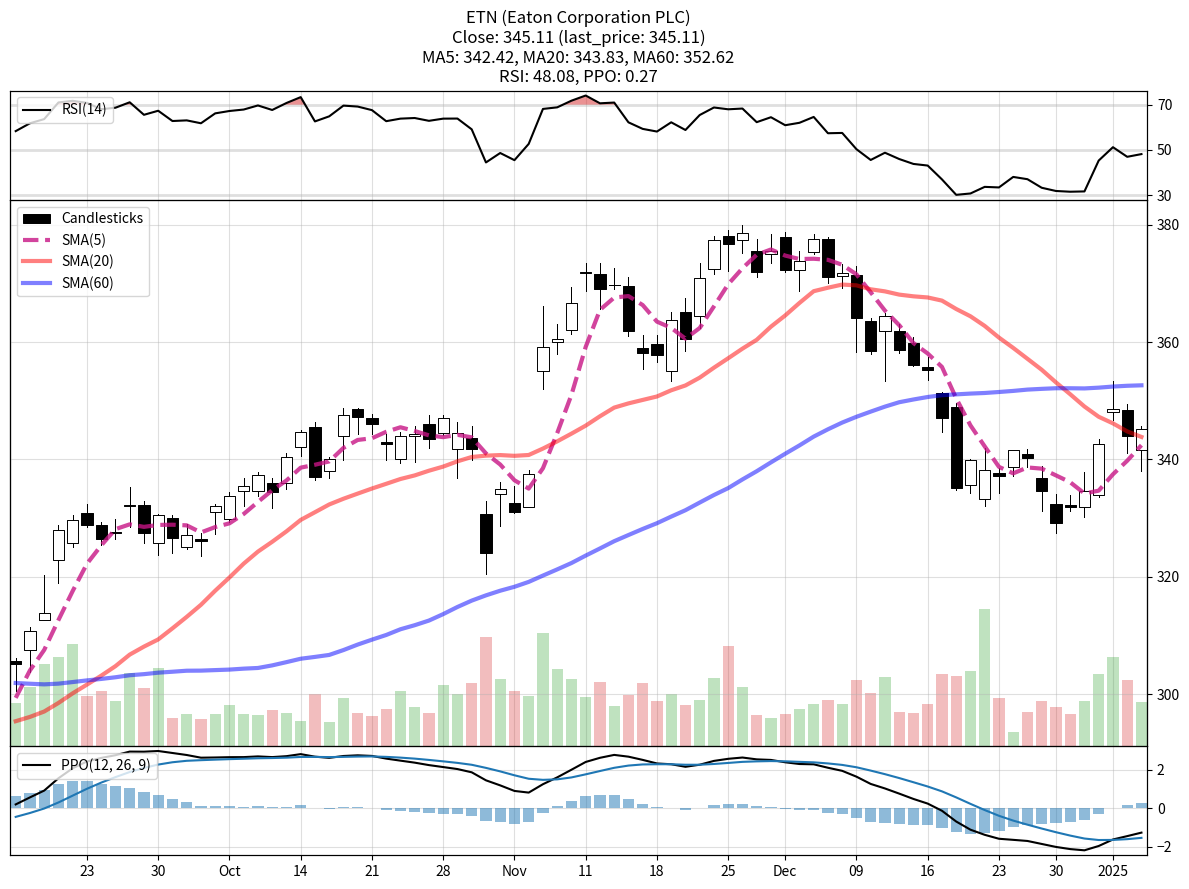 ETN (Eaton Corporation PLC)
Close: 345.11 (last_price: 345.11)
MA5: 342.42, MA20: 343.83, MA60: 352.62
RSI: 48.08, PPO: 0.27
RSI(14)
70
50
30
Candlesticks
SMA(5)
SMA(20)
SMA(60)
380
360
340
320
300
PPO(12, 26, 9)
2
0
−2
23 30 Oct 14 21 28 Nov 11 18 25 Dec 09 16 23 30 2025